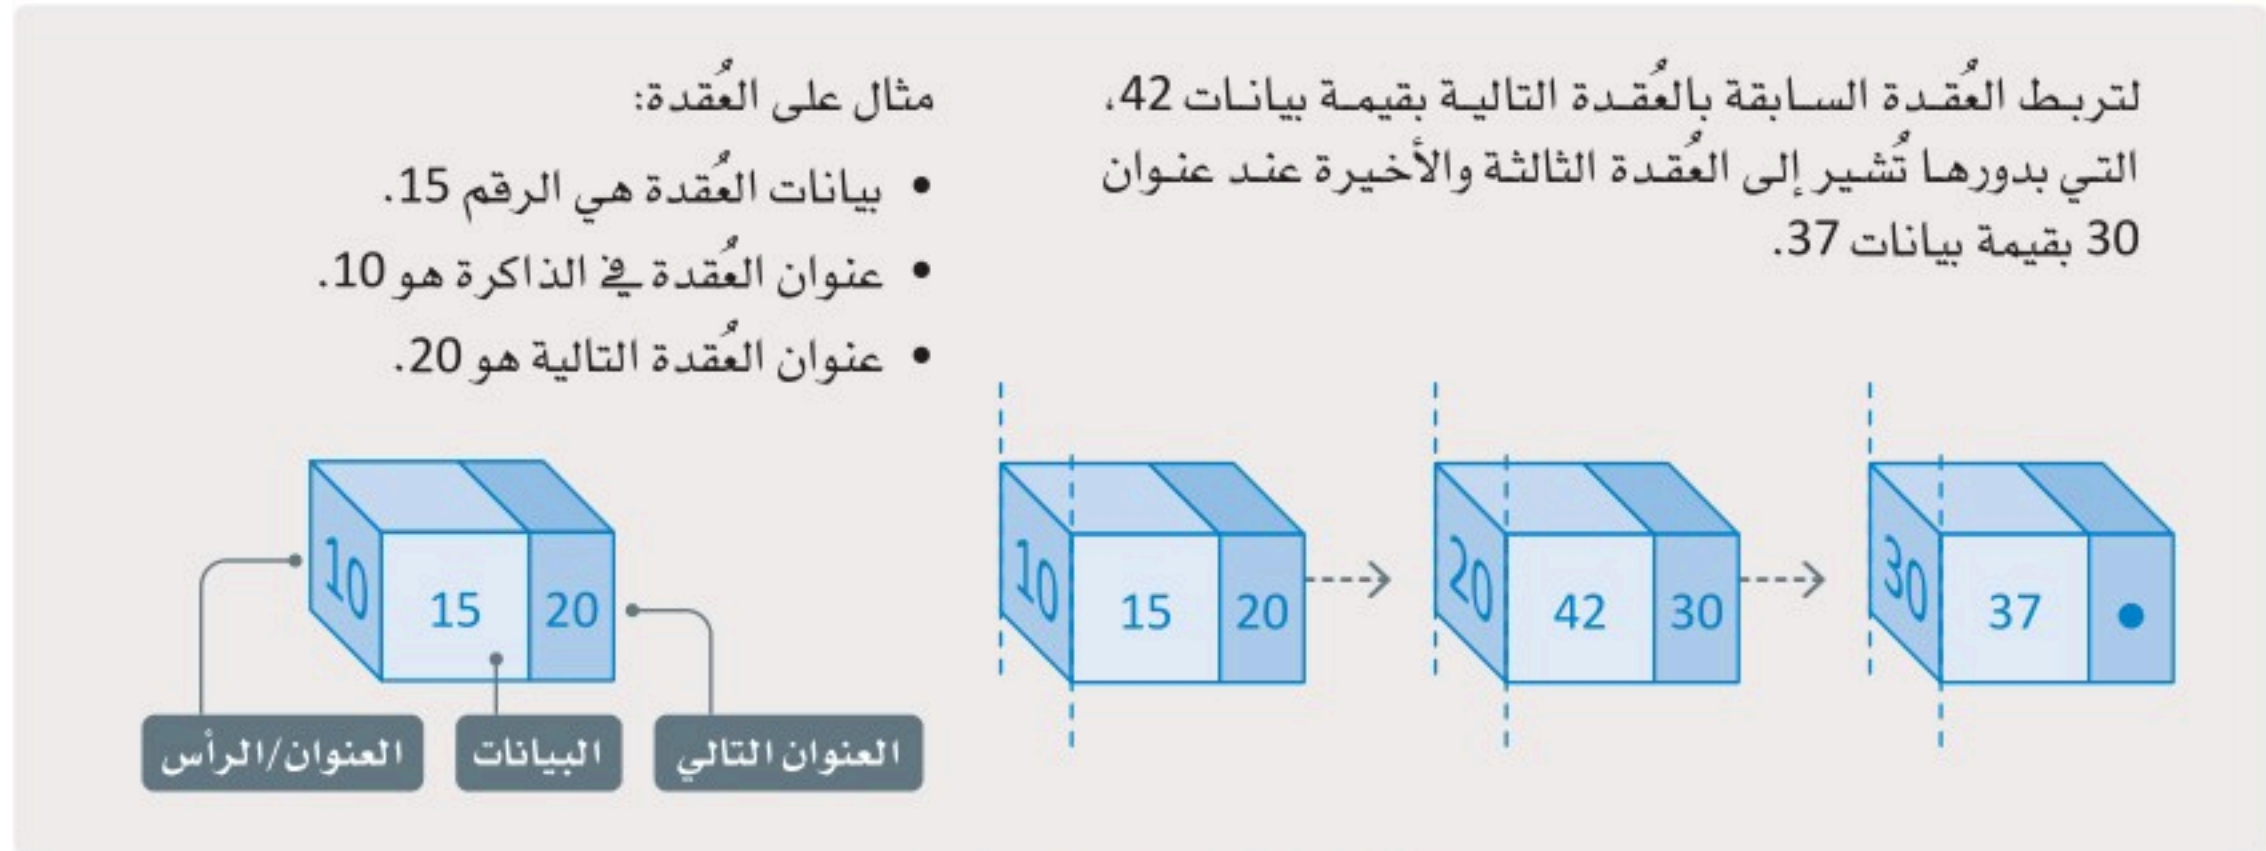 مثال على العُقدة:
• بيانات العُقدة هي الرقم 15.
• عنوان العُقدة في الذاكرة هو 10.
• عنوان العُقدة التالية هو 20.
10
15
20
العنوان/الرأس
البيانات
العنوان التالي
لتربط العُقدة السابقة بالعُقدة التالية بقيمة بيانات 42،
التي بدورها تُشير إلى العُقدة الثالثة والأخيرة عند عنوان
30 بقيمة بيانات 37.
10
15
20
20
42
30
30
37